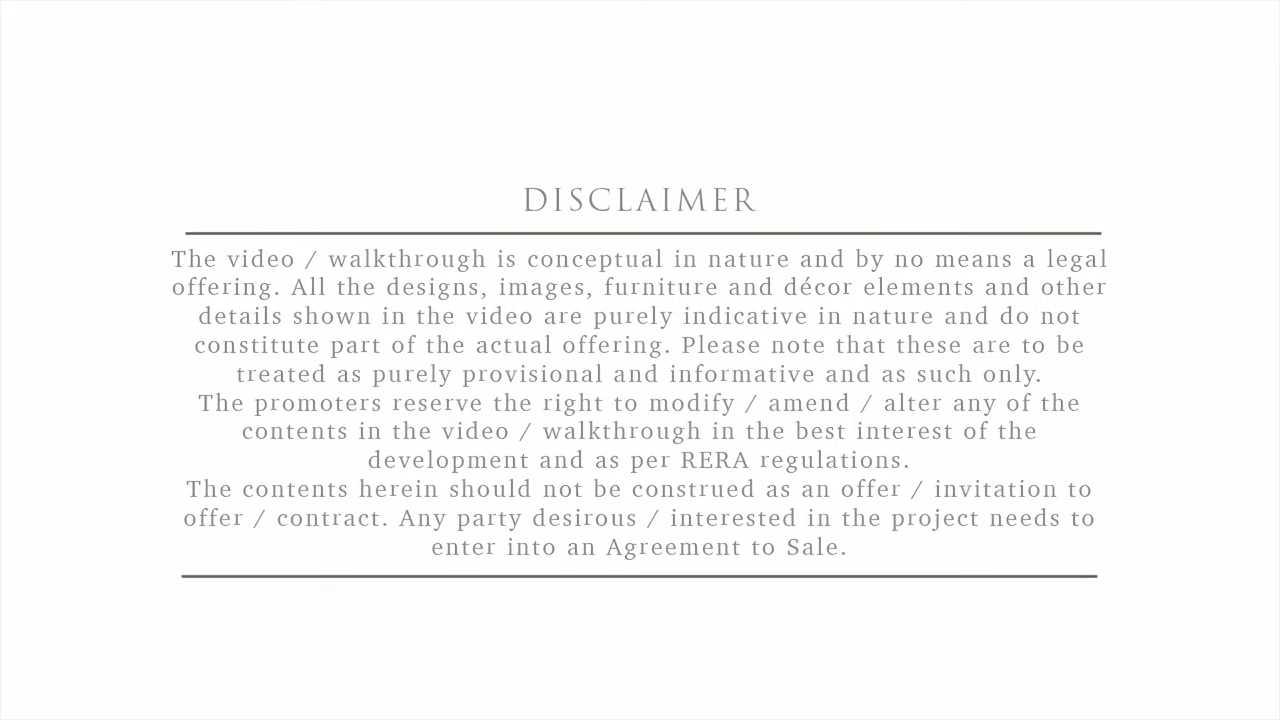 DISCLAIMER
The video / walkthrough is conceptual in nature and by no means a legal
offering. All the designs, images, furniture and décor elements and other
details shown in the video are purely indicative in nature and do not
constitute part of the actual offering. Please note that these are to be
treated as purely provisional and informative and as such only.
The promoters reserve the right to modify / amend / alter any of the
contents in the video / walkthrough in the best interest of the
development and as per RERA regulations.
The contents herein should not be construed as an offer / invitation to
offer / contract. Any party desirous / interested in the project needs to
enter into an Agreement to Sale.